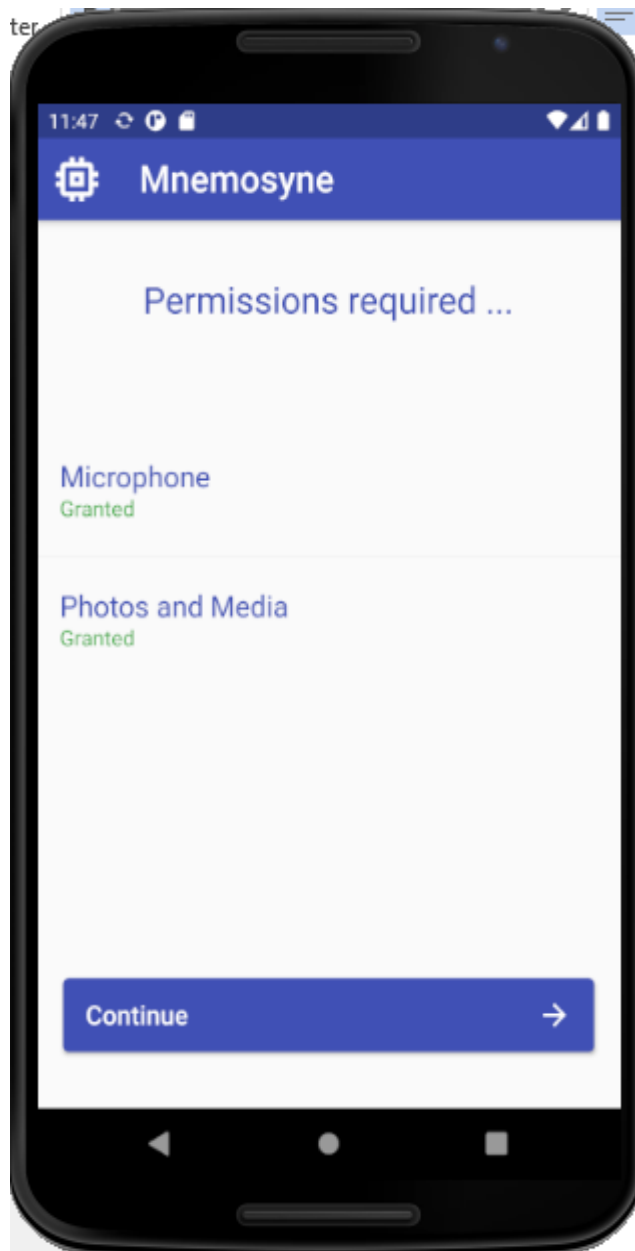 ter
11:47
Mnemosyne
Permissions required ...
Microphone
Granted
Photos and Media
Granted
Continue